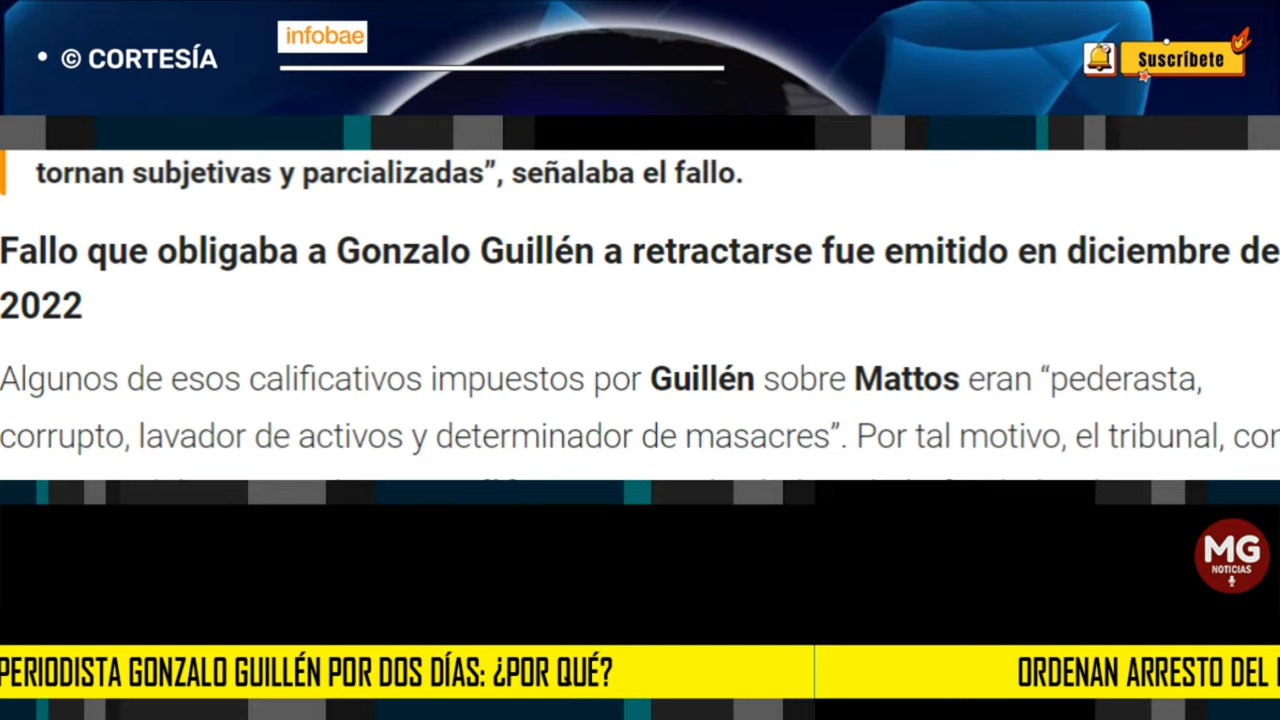 • © CORTESÍA
infobae
Suscríbete
tornan subjetivas y parcializadas”, señalaba el fallo.
Fallo que obligaba a Gonzalo Guillén a retractarse fue emitido en diciembre de
2022
Algunos de esos calificativos impuestos por Guillén sobre Mattos eran “pederasta,
corrupto, lavador de activos y determinador de masacres”. Por tal motivo, el tribunal, con
MG
NOTICIAS
PERIODISTA GONZALO GUILLÉN POR DOS DÍAS: ¿POR QUÉ?
ORDENAN ARRESTO DEL